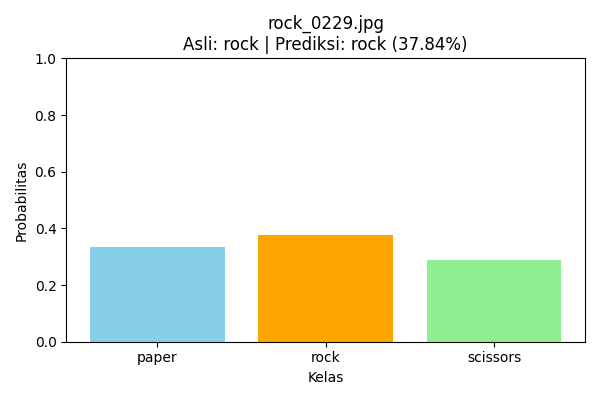 rock_0229.jpg
Asli: rock | Prediksi: rock (37.84%)
1.0
0.8
0.6
0.4
0.2
0.0
Probabilitas
paper rock scissors
Kelas